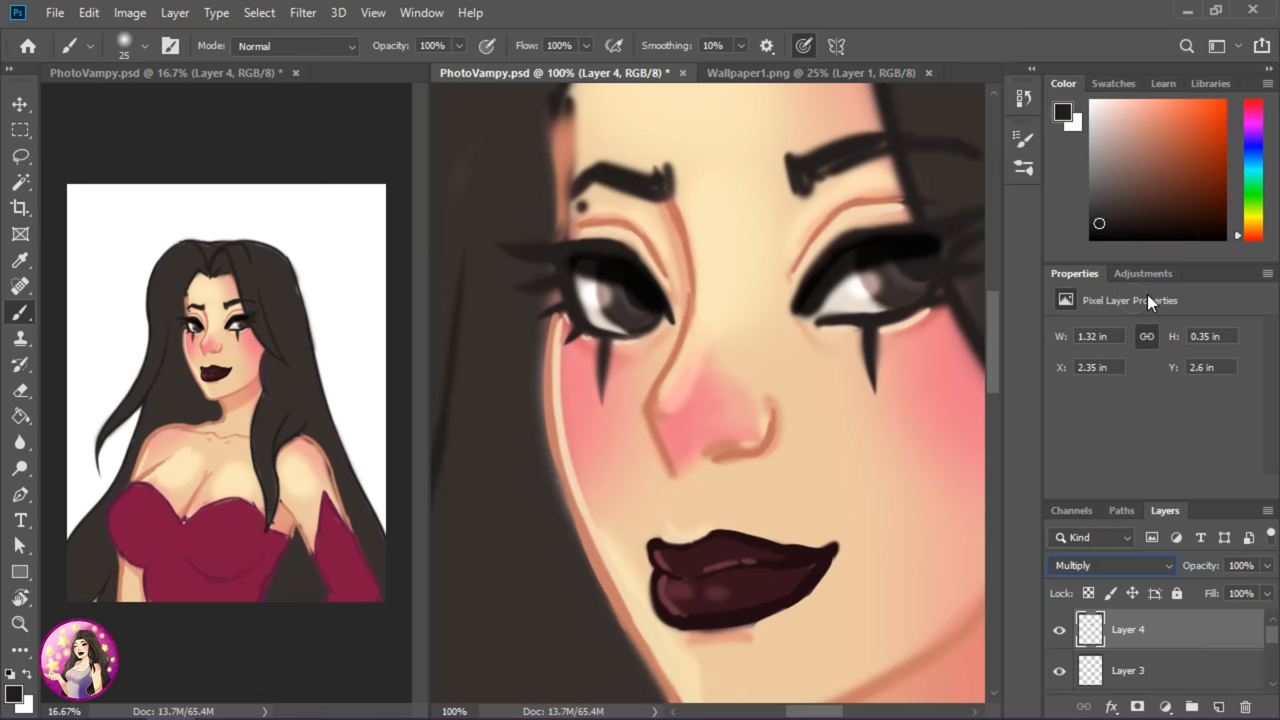 Ps File Edit Image Layer Type Select Filter 3D View Window Help
25 Mode: Normal Opacity: 100% Flow: 100% Smoothing: 10%
PhotoVampy.psd @ 16.7% (Layer 4, RGB/8) *
PhotoVampy.psd @ 100% (Layer 4, RGB/8) *
Wallpaper1.png @ 25% (Layer 1, RGB/8)
Color Swatches Learn Libraries
Properties Adjustments
Pixel Layer Properties
W: 1.32 in H: 0.35 in
X: 2.35 in Y: 2.6 in
Channels Paths Layers
Kind
Multiply Opacity: 100%
Lock: Fill: 100%
Layer 4
Layer 3
16.67% Doc: 13.7M/65.4M
100% Doc: 13.7M/65.4M